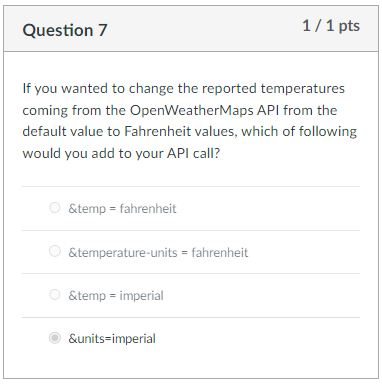 Question 7
1 / 1 pts
If you wanted to change the reported temperatures
coming from the OpenWeatherMaps API from the
default value to Fahrenheit values, which of following
would you add to your API call?
&temp = fahrenheit
&temperature-units = fahrenheit
&temp = imperial
&units=imperial